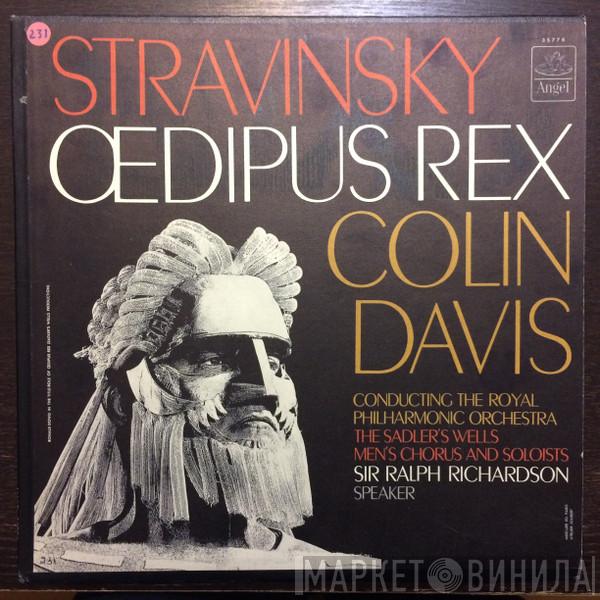 231
STRAVINSKY
35778
Angel
ŒDIPUS REX
COLIN
DAVIS
CONDUCTING THE ROYAL
PHILHARMONIC ORCHESTRA
THE SADLER'S WELLS
MEN'S CHORUS AND SOLOISTS
SIR RALPH RICHARDSON
SPEAKER
231
МАРКЕТ ВИНИЛА